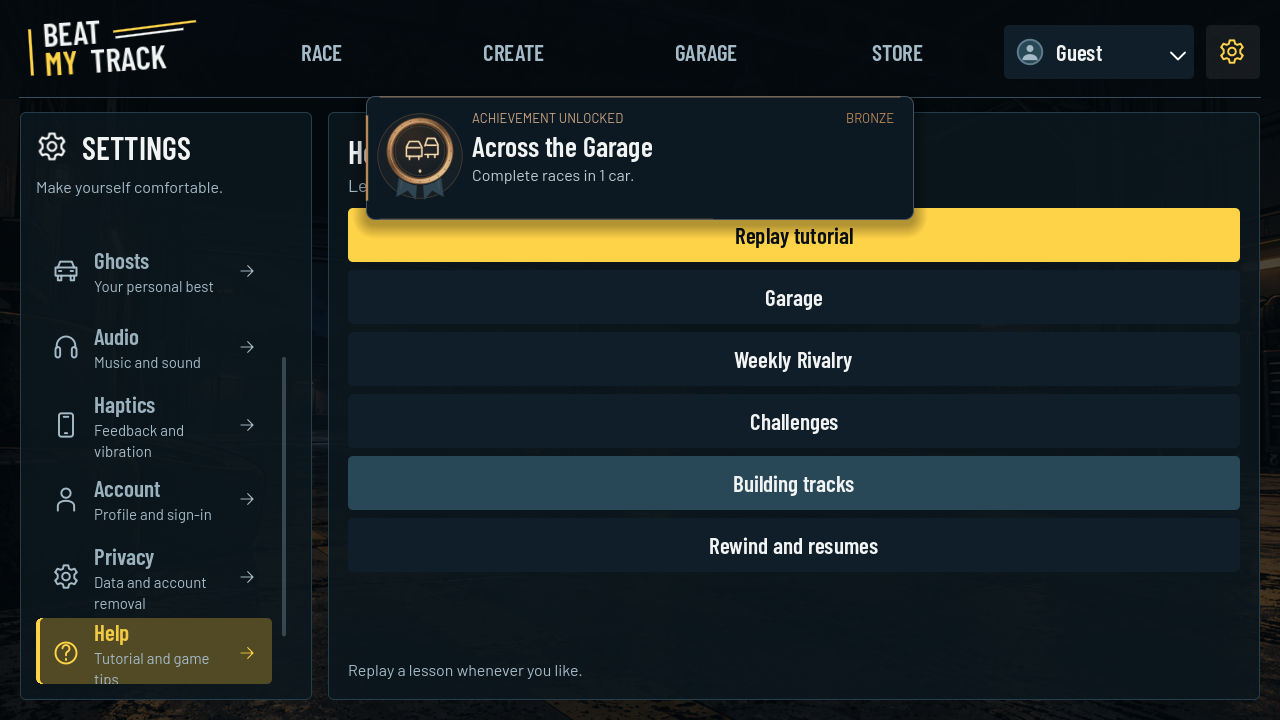 BEAT
MY TRACK
RACE
CREATE
GARAGE
STORE
Guest
SETTINGS
Make yourself comfortable.
Ghosts
Your personal best
Audio
Music and sound
Haptics
Feedback and
vibration
Account
Profile and sign-in
Privacy
Data and account
removal
Help
Tutorial and game
tips
ACHIEVEMENT UNLOCKED
BRONZE
Across the Garage
Complete races in 1 car.
Replay tutorial
Garage
Weekly Rivalry
Challenges
Building tracks
Rewind and resumes
Replay a lesson whenever you like.